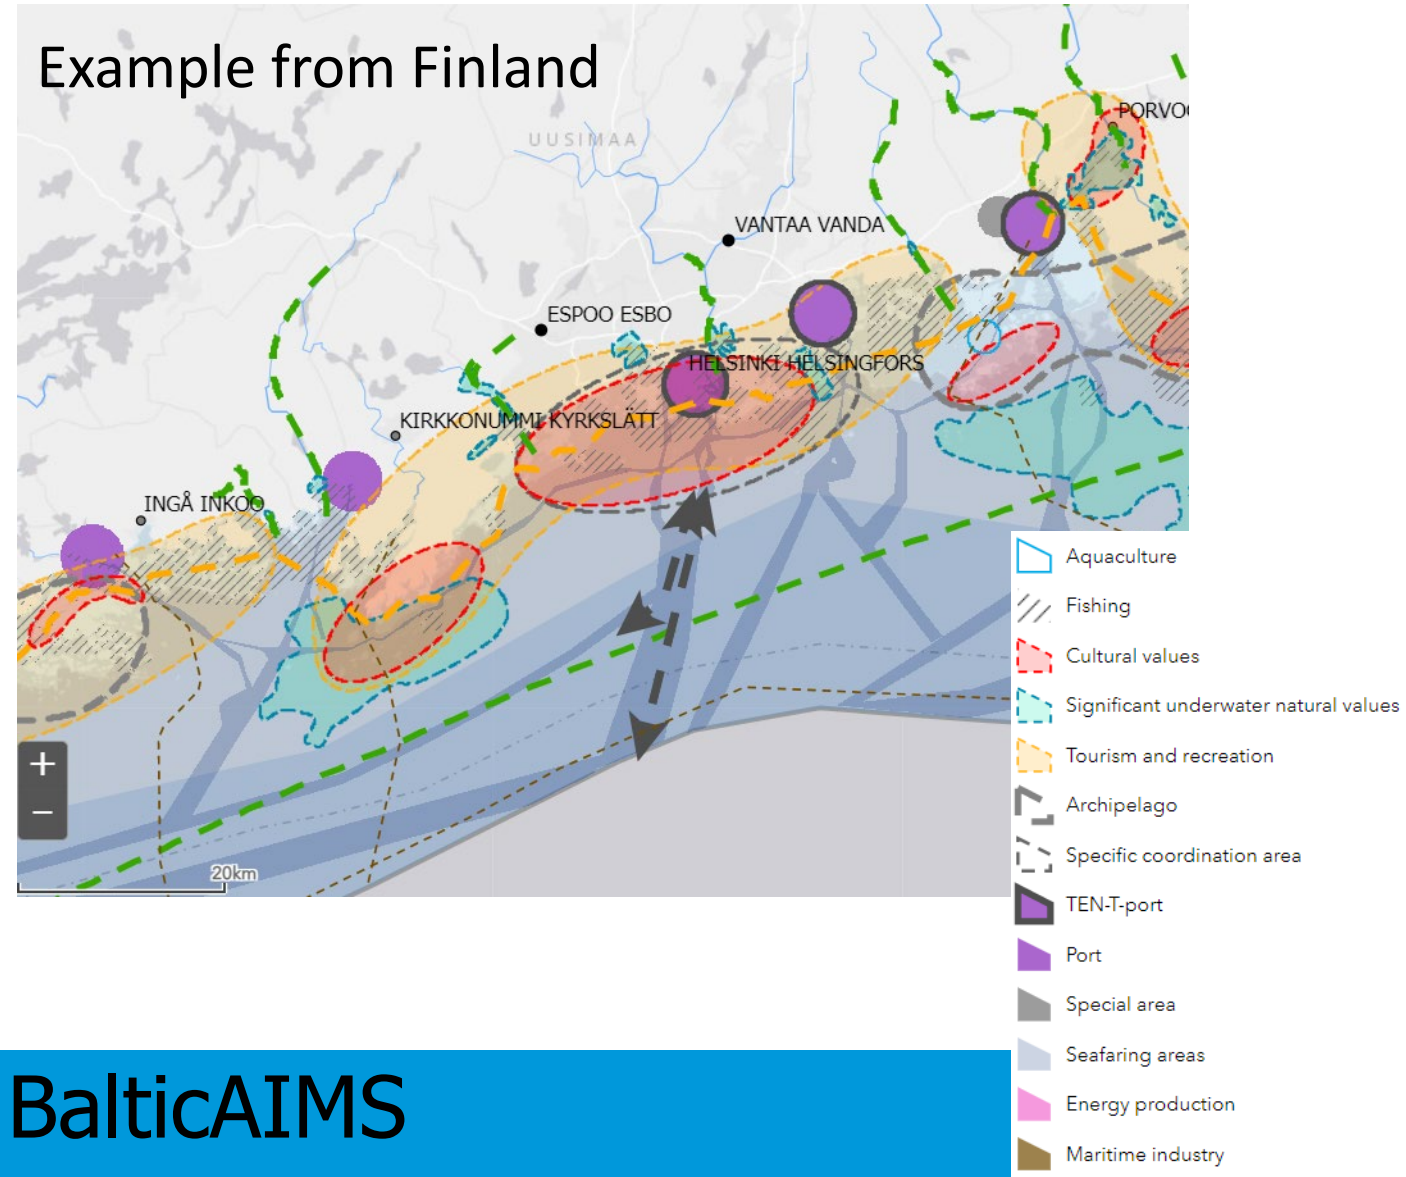 Example from Finland
PORVO
UUSIMAA
VANTAA VANDA
ESPOO ESBO
HELSINKI HELSINGFORS
KIRKKONUMMI KYRKSLÄTT
INGÅ INKOO
+
−
20km
Aquaculture
Fishing
Cultural values
Significant underwater natural values
Tourism and recreation
Archipelago
Specific coordination area
TEN-T-port
Port
Special area
Seafaring areas
Energy production
Maritime industry
BalticAIMS